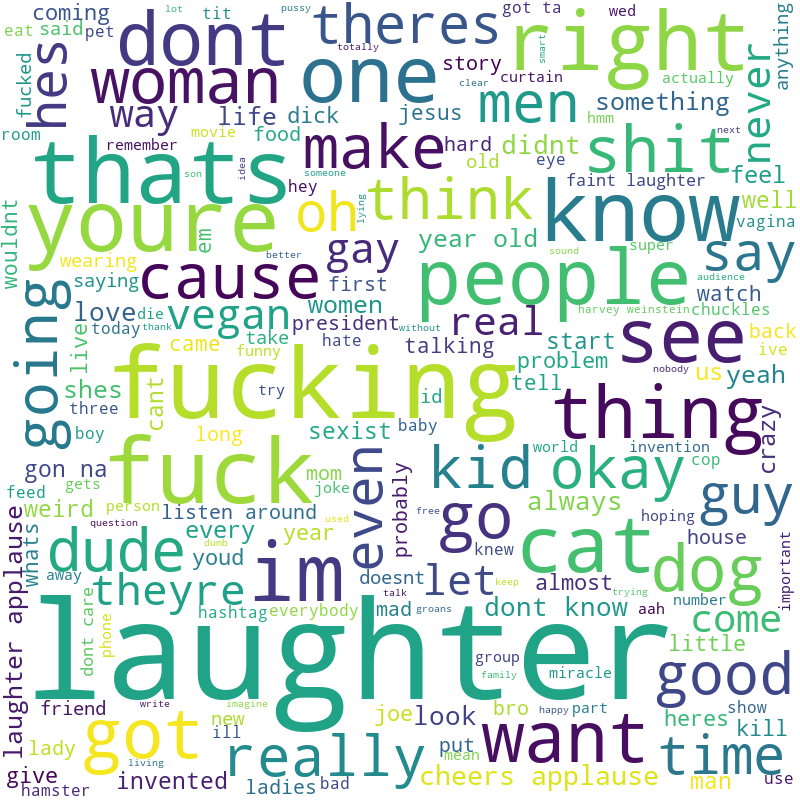 lot
pussy
coming
tit
theres
got ta
wed
eat
said
pet
dont
totally
right
smart
anything
hes
woman
one
story
curtain
actually
fucked
clear
men
something
never
way
life
dick
jesus
hmm
room
movie
food
make
hard
didnt
shit
next
remember
idea
someone
old
eye
thats
son
hey
think
faint laughter
feel
well
lying
wouldnt
youre
oh
know
vagina
em
gay
year old
super
say
wearing
better
sound
cause
people
audience
saying
first
watch
going
love
die
vegan
women
harvey weinstein
chuckles
today
thank
president
without
real
see
back
live
take
hate
talking
start
ive
came
funny
problem
us
yeah
fucking
nobody
shes
cant
try
id
tell
thing
three
baby
crazy
boy
long
sexist
world
invention
gon na
fuck
mom
even
kid
okay
cop
feed
gets
joke
probably
guy
weird
person
listen around
used
free
go
always
hoping
laughter applause
whats
question
dumb
every
year
knew
cat
house
important
dude
youd
im
doesnt
let
almost
dog
away
theyre
talk
keep
trying
hashtag
everybody
mad
groans
dont know
aah
number
come
dont care
phone
laughter
little
group
miracle
family
good
friend
write
imagine
joe
look
bro
happy
part
show
new
lady
got
ill
want
heres
kill
really
put
mean
time
give
living
invented
cheers applause
man
use
hamster
ladies
bad